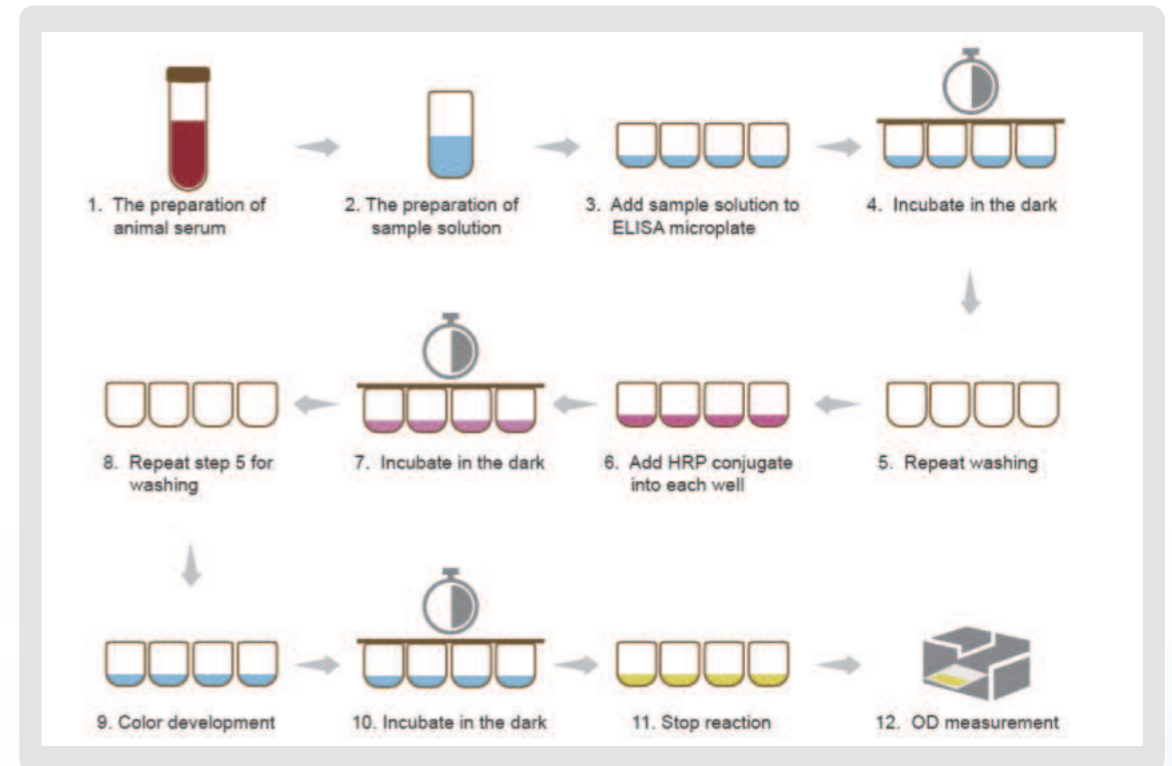 1. The preparation of
animal serum
2. The preparation of
sample solution
3. Add sample solution to
ELISA microplate
4. Incubate in the dark
5. Repeat washing
6. Add HRP conjugate
into each well
7. Incubate in the dark
8. Repeat step 5 for
washing
9. Color development
10. Incubate in the dark
11. Stop reaction
12. OD measurement